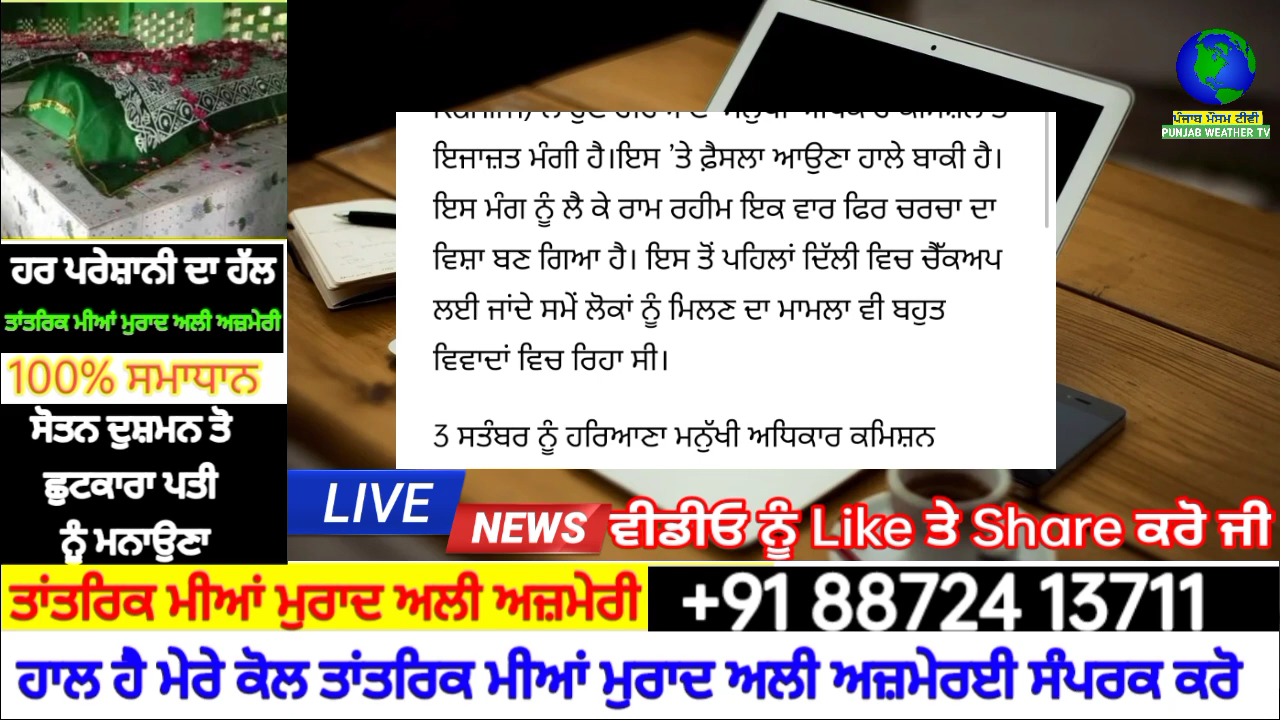 ਪੰਜਾਬ ਮੌਸਮ ਟੀਵੀ
PUNJAB WEATHER TV
ਇਜਾਜ਼ਤ ਮੰਗੀ ਹੈ।ਇਸ ’ਤੇ ਫ਼ੈਸਲਾ ਆਉਣਾ ਹਾਲੇ ਬਾਕੀ ਹੈ।
ਇਸ ਮੰਗ ਨੂੰ ਲੈ ਕੇ ਰਾਮ ਰਹੀਮ ਇਕ ਵਾਰ ਫਿਰ ਚਰਚਾ ਦਾ
ਵਿਸ਼ਾ ਬਣ ਗਿਆ ਹੈ। ਇਸ ਤੋਂ ਪਹਿਲਾਂ ਦਿੱਲੀ ਵਿਚ ਚੈੱਕਅਪ
ਲਈ ਜਾਂਦੇ ਸਮੇਂ ਲੋਕਾਂ ਨੂੰ ਮਿਲਣ ਦਾ ਮਾਮਲਾ ਵੀ ਬਹੁਤ
ਵਿਵਾਦਾਂ ਵਿਚ ਰਿਹਾ ਸੀ।
3 ਸਤੰਬਰ ਨੂੰ ਹਰਿਆਣਾ ਮਨੁੱਖੀ ਅਧਿਕਾਰ ਕਮਿਸ਼ਨ
ਹਰ ਪਰੇਸ਼ਾਨੀ ਦਾ ਹੱਲ
ਤਾਂਤਰਿਕ ਮੀਆਂ ਮੁਰਾਦ ਅਲੀ ਅਜ਼ਮੇਰੀ
100% ਸਮਾਧਾਨ
ਸੋਤਨ ਦੁਸ਼ਮਨ ਤੋ
ਛੁਟਕਾਰਾ ਪਤੀ
ਨੂੰ ਮਨਾਉਣਾ
LIVE
NEWS
ਵੀਡੀਓ ਨੂੰ Like ਤੇ Share ਕਰੋ ਜੀ
ਤਾਂਤਰਿਕ ਮੀਆਂ ਮੁਰਾਦ ਅਲੀ ਅਜ਼ਮੇਰੀ
+91 88724 13711
ਹਾਲ ਹੈ ਮੇਰੇ ਕੋਲ ਤਾਂਤਰਿਕ ਮੀਆਂ ਮੁਰਾਦ ਅਲੀ ਅਜ਼ਮੇਰਈ ਸੰਪਰਕ ਕਰੋ